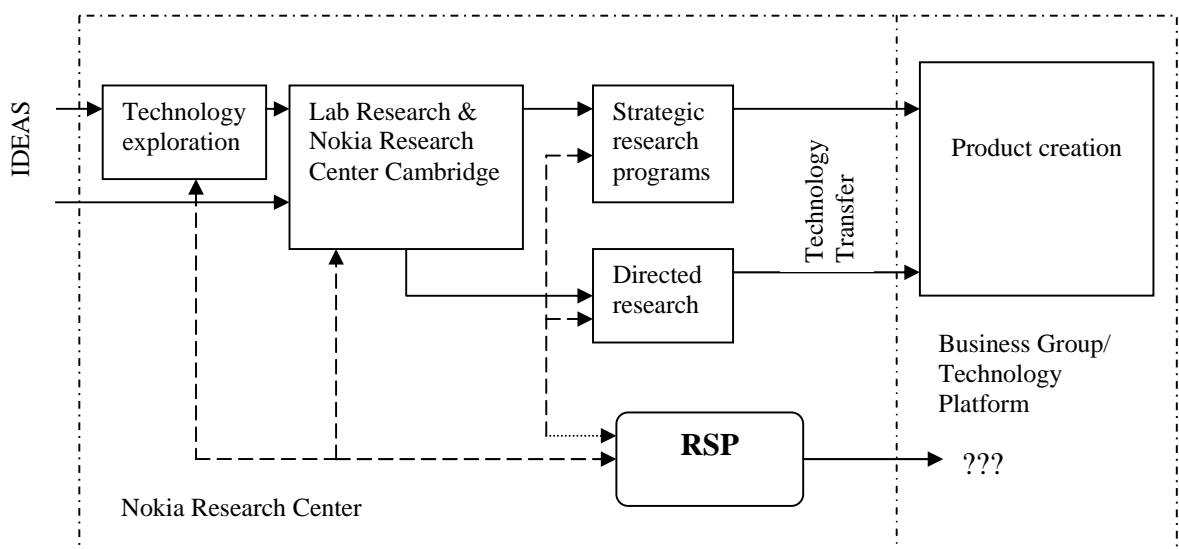 IDEAS
Technology
exploration
Lab Research &
Nokia Research
Center Cambridge
Strategic
research
programs
Directed
research
Technology
Transfer
Product creation
Business Group/
Technology
Platform
RSP
???
Nokia Research Center